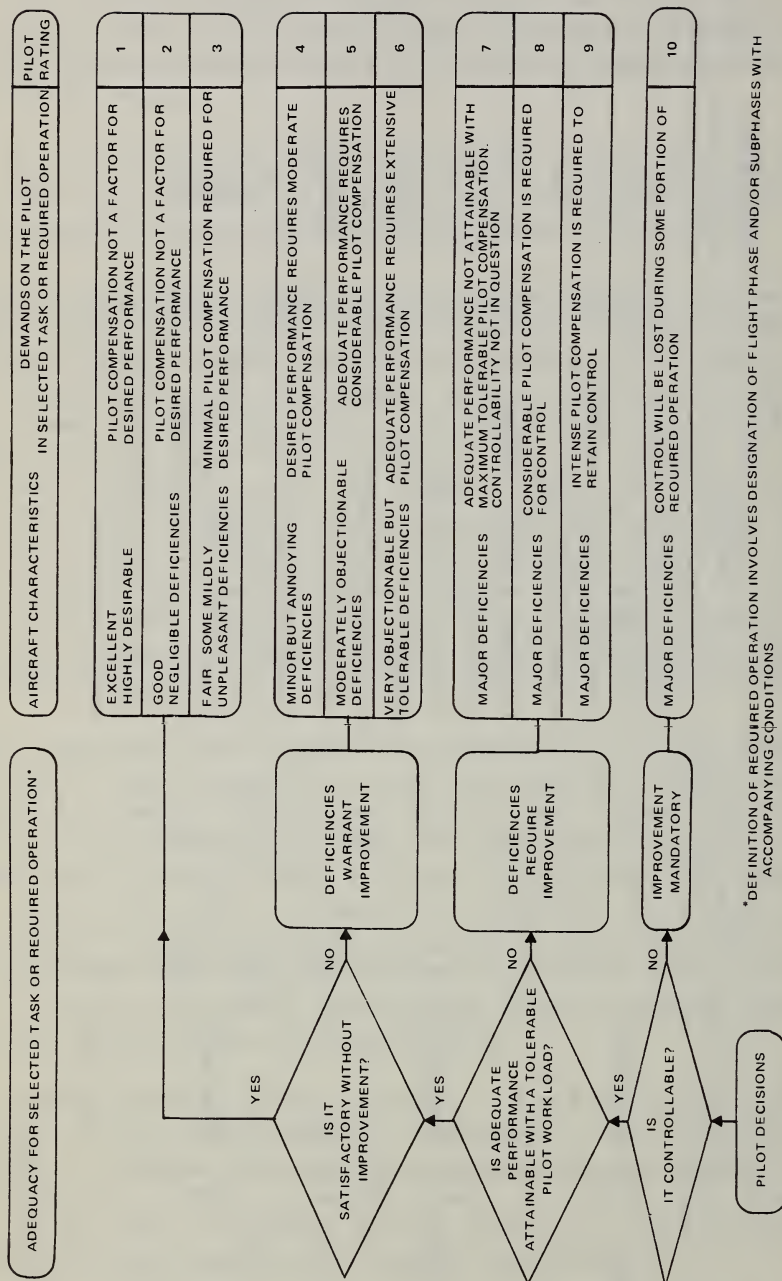 ADEQUACY FOR SELECTED TASK OR REQUIRED OPERATION*
AIRCRAFT CHARACTERISTICS
DEMANDS ON THE PILOT
IN SELECTED TASK OR REQUIRED OPERATION
PILOT
RATING
EXCELLENT
HIGHLY DESIRABLE
PILOT COMPENSATION NOT A FACTOR FOR
DESIRED PERFORMANCE
1
GOOD
NEGLIGIBLE DEFICIENCIES
PILOT COMPENSATION NOT A FACTOR FOR
DESIRED PERFORMANCE
2
FAIR SOME MILDLY
UNPLEASANT DEFICIENCIES
MINIMAL PILOT COMPENSATION REQUIRED FOR
DESIRED PERFORMANCE
3
YES
IS IT
SATISFACTORY WITHOUT
IMPROVEMENT?
NO
DEFICIENCIES
WARRANT
IMPROVEMENT
MINOR BUT ANNOYING
DEFICIENCIES
DESIRED PERFORMANCE REQUIRES MODERATE
PILOT COMPENSATION
4
MODERATELY OBJECTIONABLE
DEFICIENCIES
ADEQUATE PERFORMANCE REQUIRES
CONSIDERABLE PILOT COMPENSATION
5
VERY OBJECTIONABLE BUT
TOLERABLE DEFICIENCIES
ADEQUATE PERFORMANCE REQUIRES EXTENSIVE
PILOT COMPENSATION
6
YES
IS ADEQUATE
PERFORMANCE
ATTAINABLE WITH A TOLERABLE
PILOT WORKLOAD?
NO
DEFICIENCIES
REQUIRE
IMPROVEMENT
MAJOR DEFICIENCIES
ADEQUATE PERFORMANCE NOT ATTAINABLE WITH
MAXIMUM TOLERABLE PILOT COMPENSATION.
CONTROLLABILITY NOT IN QUESTION
7
MAJOR DEFICIENCIES
CONSIDERABLE PILOT COMPENSATION IS REQUIRED
FOR CONTROL
8
MAJOR DEFICIENCIES
INTENSE PILOT COMPENSATION IS REQUIRED TO
RETAIN CONTROL
9
YES
IS
IT CONTROLLABLE?
NO
IMPROVEMENT
MANDATORY
MAJOR DEFICIENCIES
CONTROL WILL BE LOST DURING SOME PORTION OF
REQUIRED OPERATION
10
PILOT DECISIONS
*DEFINITION OF REQUIRED OPERATION INVOLVES DESIGNATION OF FLIGHT PHASE AND/OR SUBPHASES WITH
ACCOMPANYING CONDITIONS